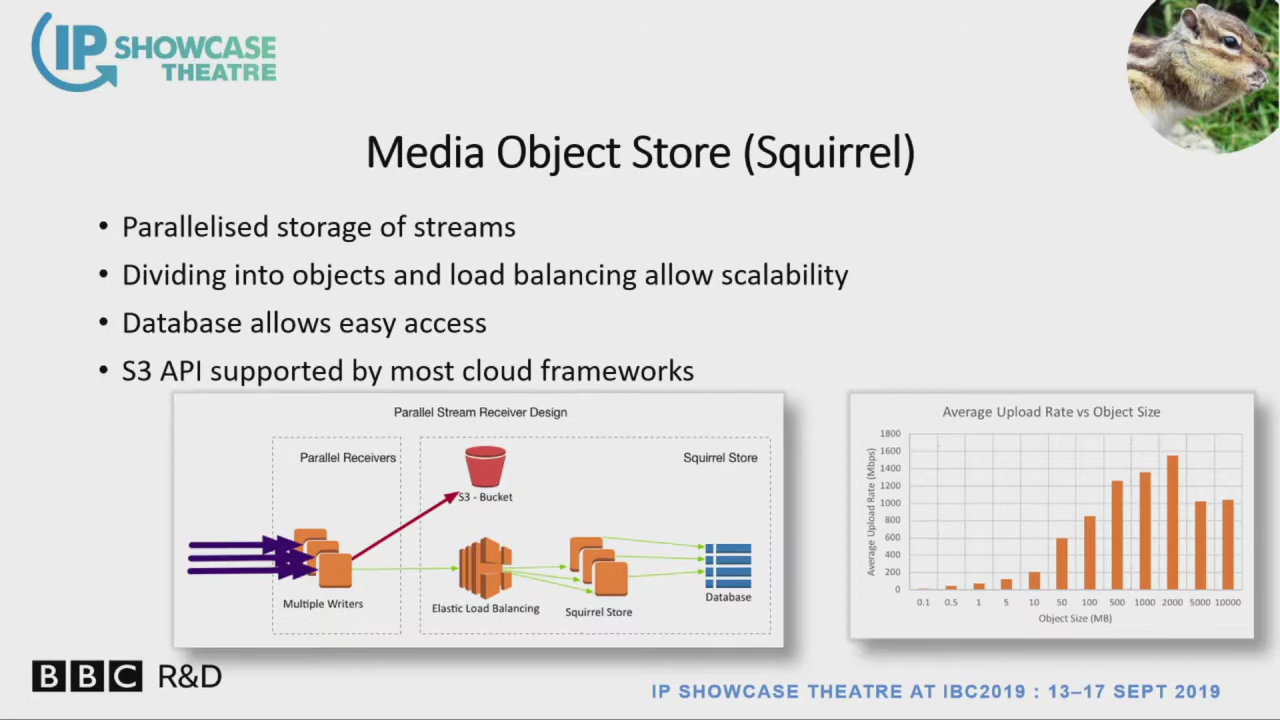 IP SHOWCASE
THEATRE
Media Object Store (Squirrel)
• Parallelised storage of streams
• Dividing into objects and load balancing allow scalability
• Database allows easy access
• S3 API supported by most cloud frameworks
Parallel Stream Receiver Design
Parallel Receivers
Squirrel Store
S3 - Bucket
Multiple Writers
Elastic Load Balancing
Squirrel Store
Database
Average Upload Rate vs Object Size
Average Upload Rate (Mbps)
1800
1600
1400
1200
1000
800
600
400
200
0
0.1 0.5 1 5 10 50 100 500 1000 2000 5000 10000
Object Size (MB)
BBC R&D
IP SHOWCASE THEATRE AT IBC2019 : 13–17 SEPT 2019